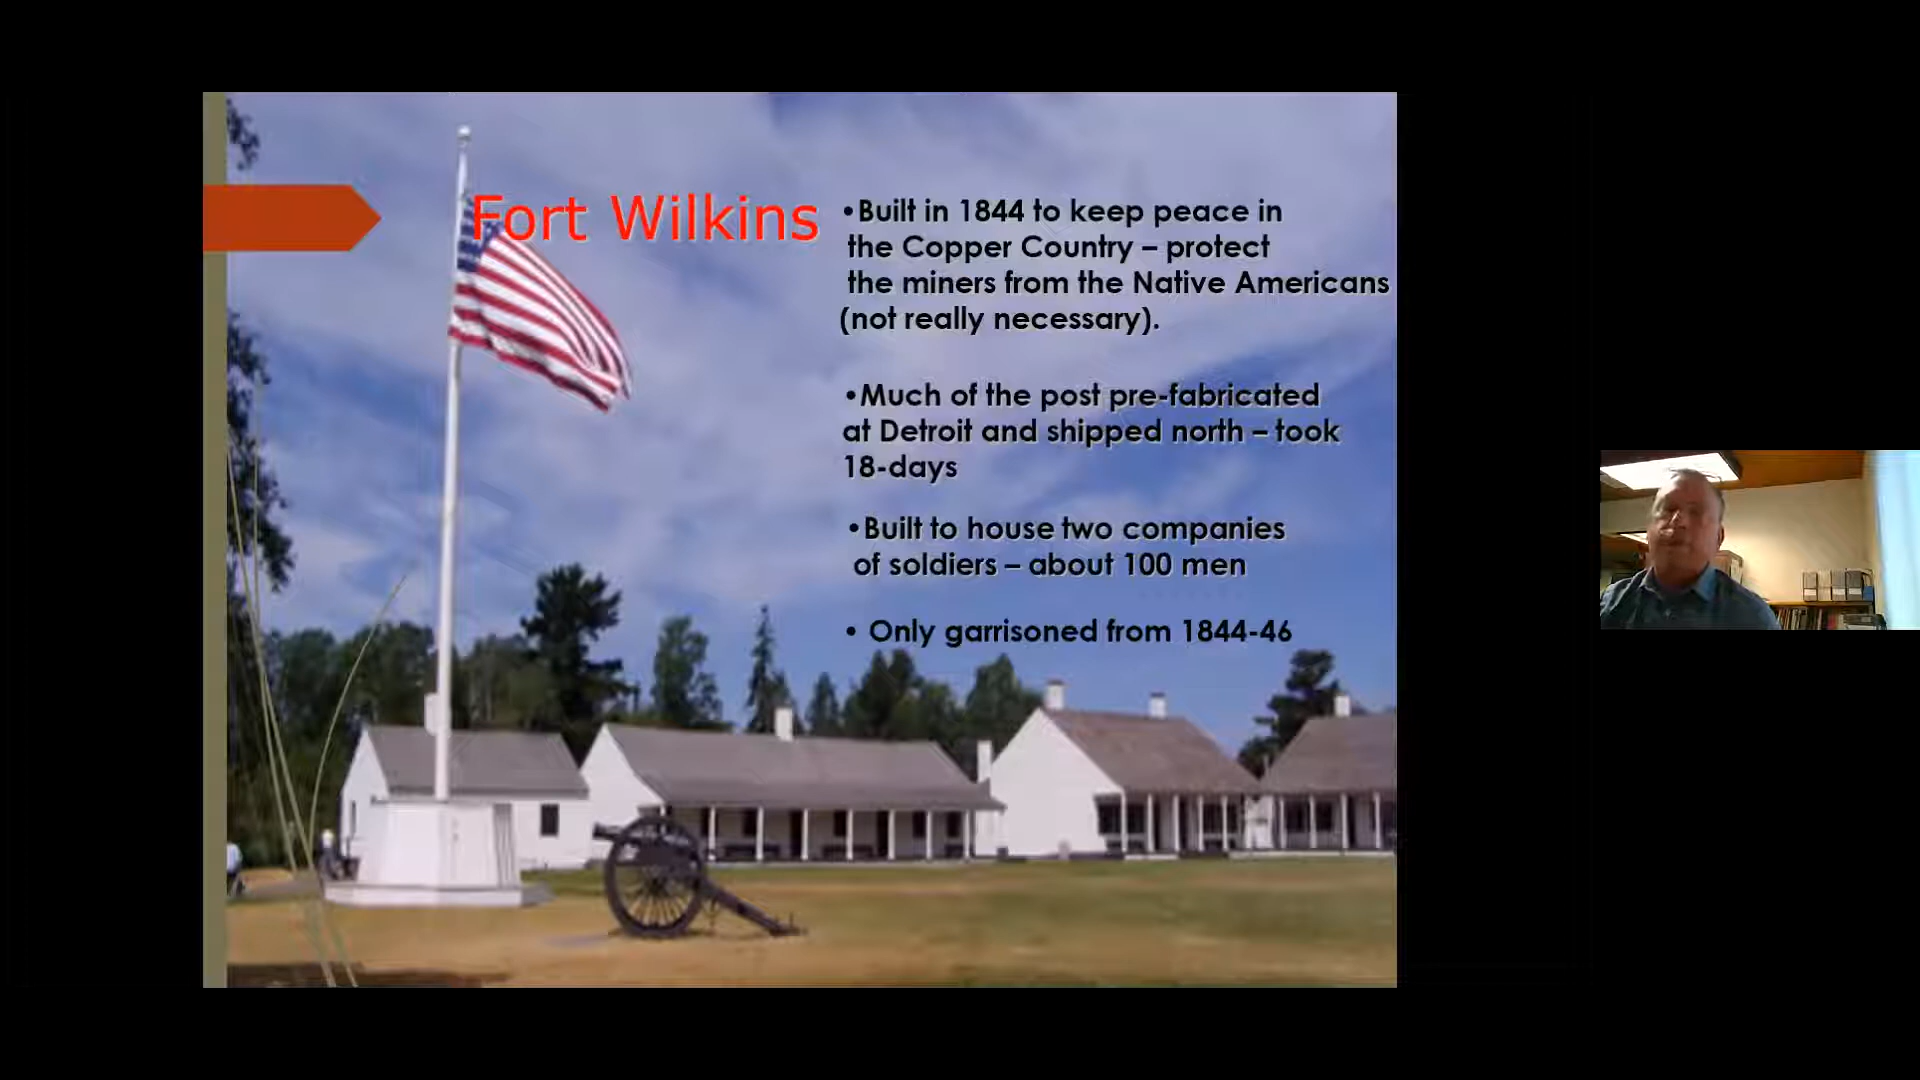 Fort Wilkins
•Built in 1844 to keep peace in
the Copper Country – protect
the miners from the Native Americans
(not really necessary).
•Much of the post pre-fabricated
at Detroit and shipped north – took
18-days
•Built to house two companies
of soldiers – about 100 men
• Only garrisoned from 1844-46